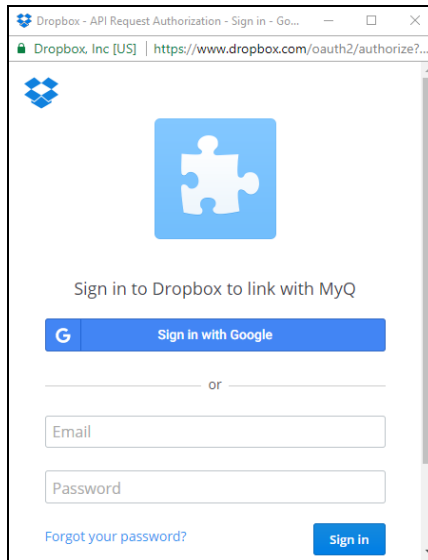 Dropbox - API Request Authorization - Sign in - Go...
Dropbox, Inc [US] | https://www.dropbox.com/oauth2/authorize?...
Sign in to Dropbox to link with MyQ
G Sign in with Google
or
Email
Password
Forgot your password? Sign in